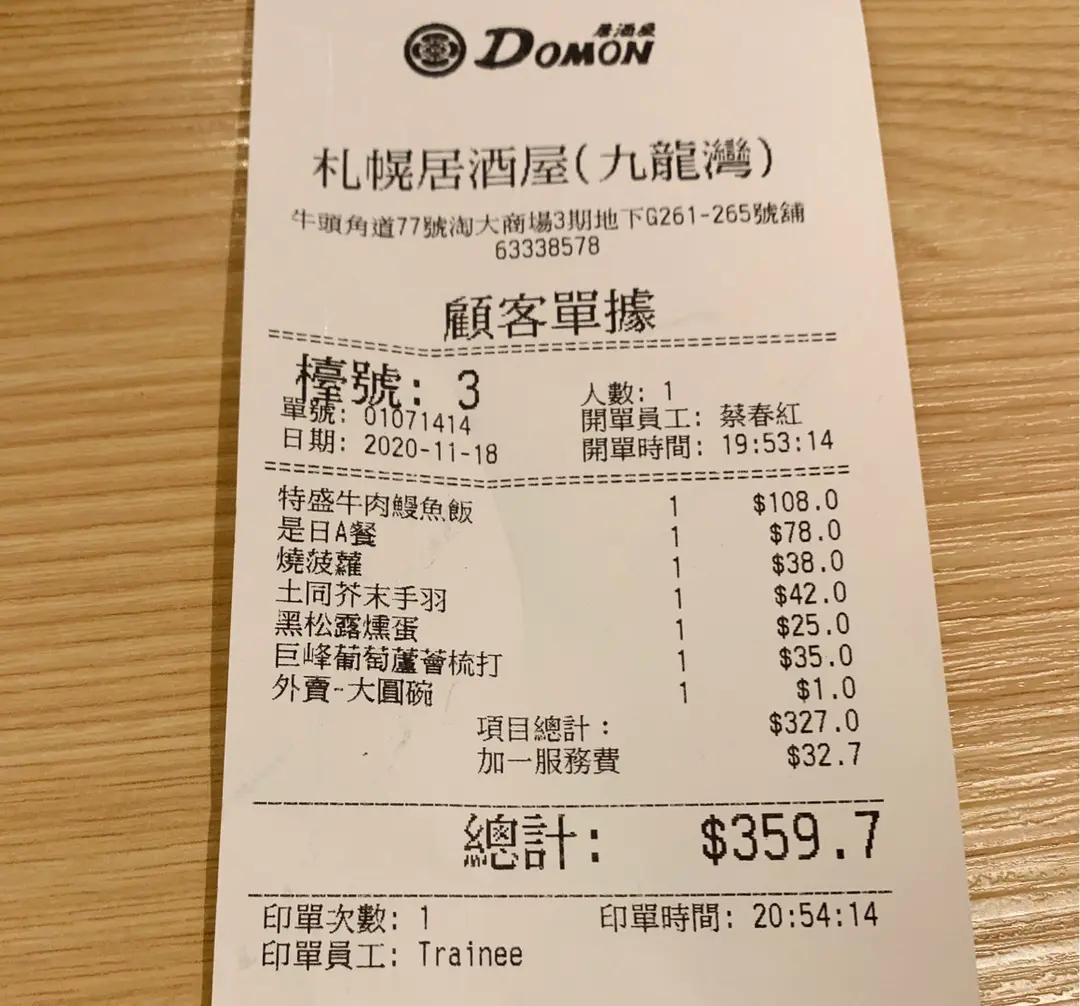 居酒屋
DOMON
札幌居酒屋(九龍灣)
牛頭角道77號淘大商場3期地下G261-265號舖
63338578
顧客單據
檯號: 3 人數: 1
單號: 01071414 開單員工: 蔡春紅
日期: 2020-11-18 開單時間: 19:53:14
特盛牛肉鰻魚飯 1 $108.0
是日A餐 1 $78.0
燒菠蘿 1 $38.0
土同芥末手羽 1 $42.0
黑松露燻蛋 1 $25.0
巨峰葡萄蘆薈梳打 1 $35.0
外賣-大圓碗 1 $1.0
項目總計: $327.0
加一服務費 $32.7
總計: $359.7
印單次數: 1 印單時間: 20:54:14
印單員工: Trainee